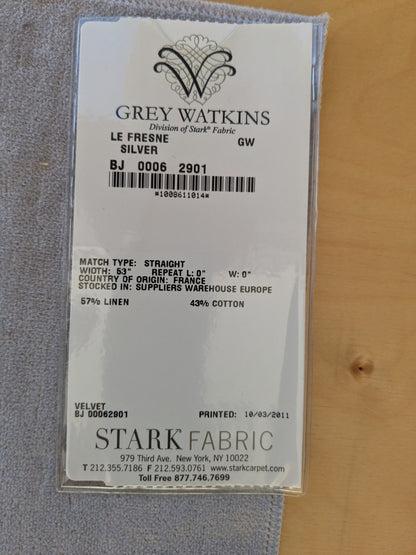 GREY WATKINS
Division of Stark® Fabric
LE FRESNE GW
SILVER
BJ 0006 2901
*1008611014*
MATCH TYPE: STRAIGHT
WIDTH: 53" REPEAT L: 0" W: 0"
COUNTRY OF ORIGIN: FRANCE
STOCKED IN: SUPPLIERS WAREHOUSE EUROPE
57% LINEN 43% COTTON
VELVET
BJ 00062901 PRINTED: 10/03/2011
STARK FABRIC
979 Third Ave. New York, NY 10022
T 212.355.7186 F 212.593.0761 www.starkcarpet.com
Toll Free 877.746.7699